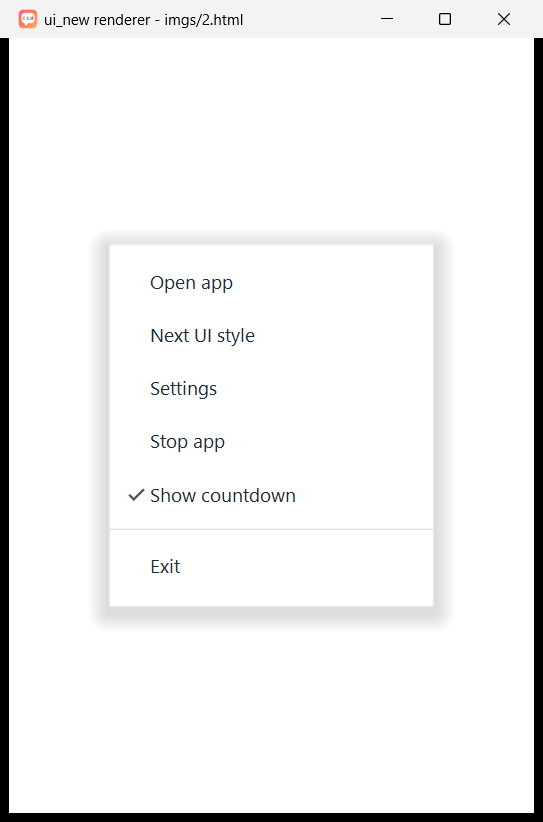 ui_new renderer - imgs/2.html
Open app
Next UI style
Settings
Stop app
Show countdown
Exit